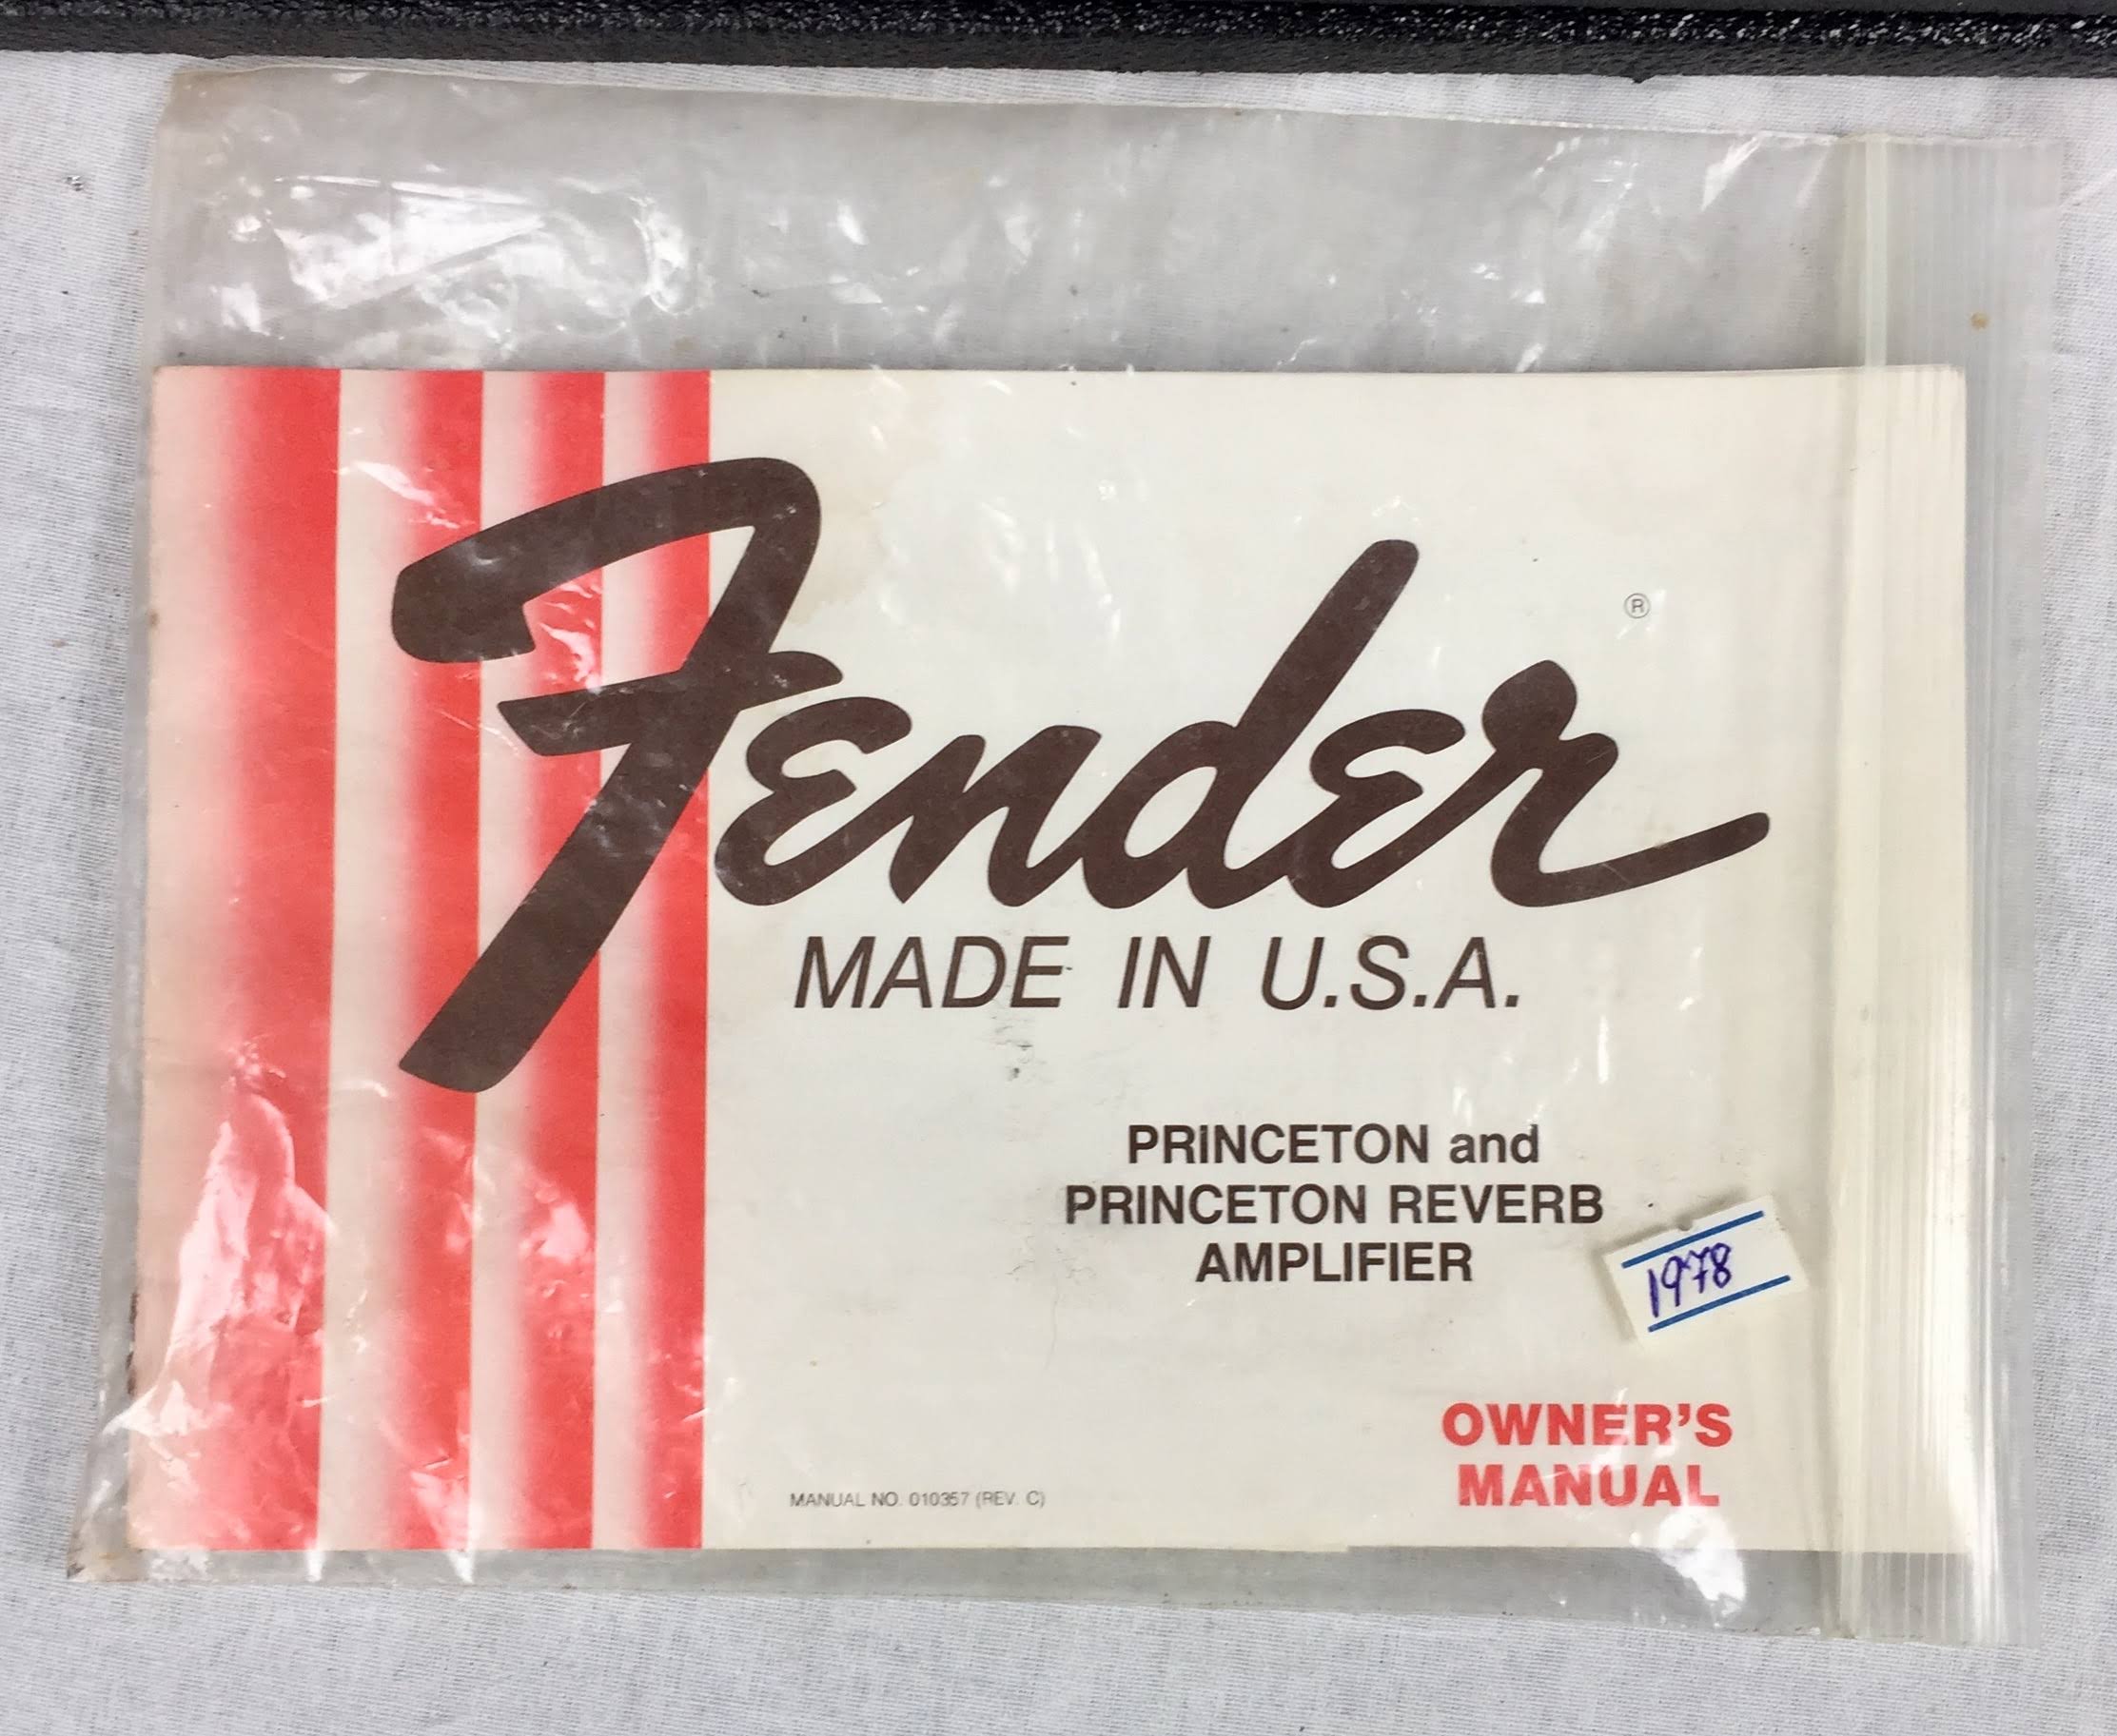 Fender ®
MADE IN U.S.A.
PRINCETON and
PRINCETON REVERB
AMPLIFIER
1978
OWNER'S
MANUAL
MANUAL NO. 010357 (REV. C)